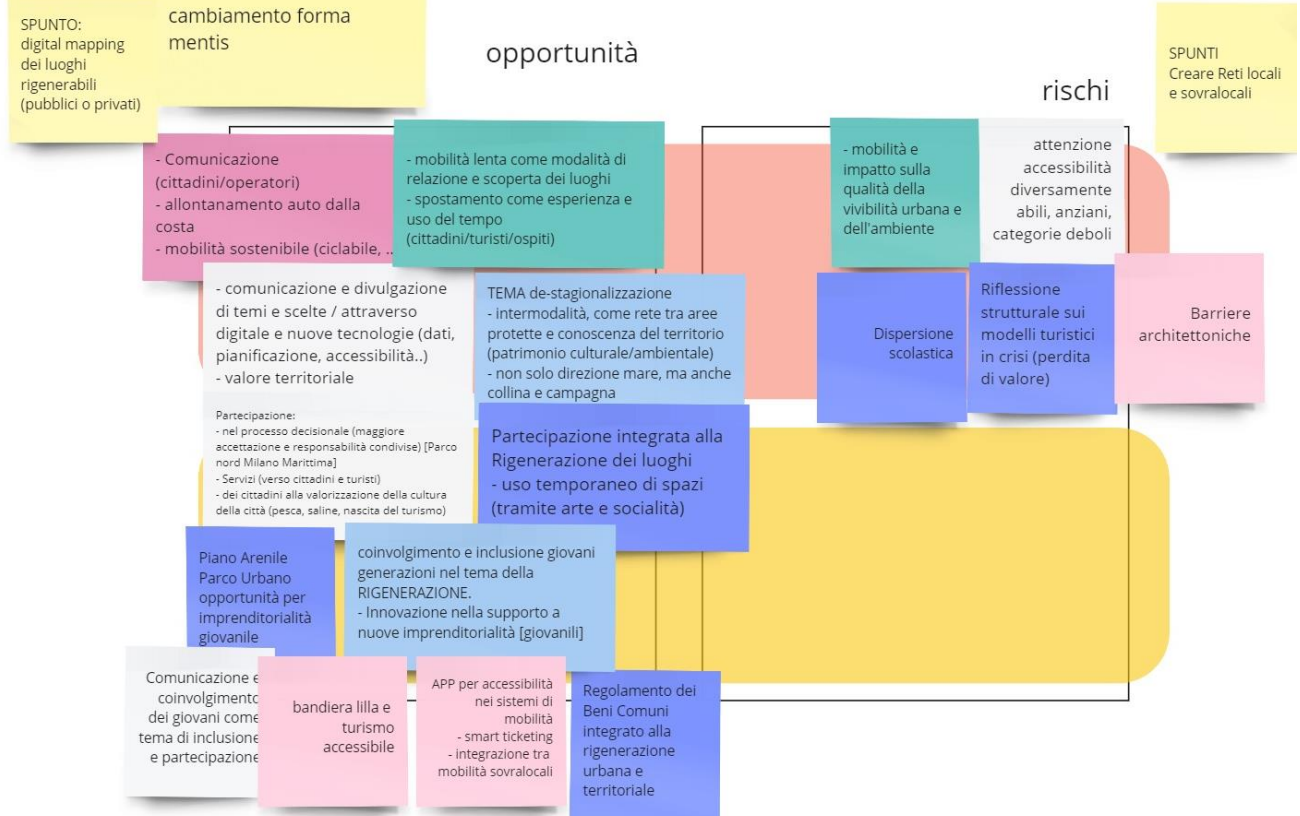 SPUNTO:
digital mapping
dei luoghi
rigenerabili
(pubblici o privati)
cambiamento forma
mentis
opportunità
rischi
SPUNTI
Creare Reti locali
e sovralocali
- Comunicazione
(cittadini/operatori)
- allontanamento auto dalla
costa
- mobilità sostenibile (ciclabile, ..
- mobilità lenta come modalità di
relazione e scoperta dei luoghi
- spostamento come esperienza e
uso del tempo
(cittadini/turisti/ospiti)
- mobilità e
impatto sulla
qualità della
vivibilità urbana e
dell'ambiente
attenzione
accessibilità
diversamente
abili, anziani,
categorie deboli
- comunicazione e divulgazione
di temi e scelte / attraverso
digitale e nuove tecnologie (dati,
pianificazione, accessibilità..)
- valore territoriale
TEMA de-stagionalizzazione
- intermodalità, come rete tra aree
protette e conoscenza del territorio
(patrimonio culturale/ambientale)
- non solo direzione mare, ma anche
collina e campagna
Dispersione
scolastica
Riflessione
strutturale sui
modelli turistici
in crisi (perdita
di valore)
Barriere
architettoniche
Partecipazione:
- nel processo decisionale (maggiore
accettazione e responsabilità condivise) [Parco
nord Milano Marittima]
- Servizi (verso cittadini e turisti)
- dei cittadini alla valorizzazione della cultura
della città (pesca, saline, nascita del turismo)
Partecipazione integrata alla
Rigenerazione dei luoghi
- uso temporaneo di spazi
(tramite arte e socialità)
Piano Arenile
Parco Urbano
opportunità per
imprenditorialità
giovanile
coinvolgimento e inclusione giovani
generazioni nel tema della
RIGENERAZIONE.
- Innovazione nella supporto a
nuove imprenditorialità [giovanili]
Comunicazione e
coinvolgimento
dei giovani come
tema di inclusione
e partecipazione
bandiera lilla e
turismo
accessibile
APP per accessibilità
nei sistemi di
mobilità
- smart ticketing
- integrazione tra
mobilità sovralocali
Regolamento dei
Beni Comuni
integrato alla
rigenerazione
urbana e
territoriale